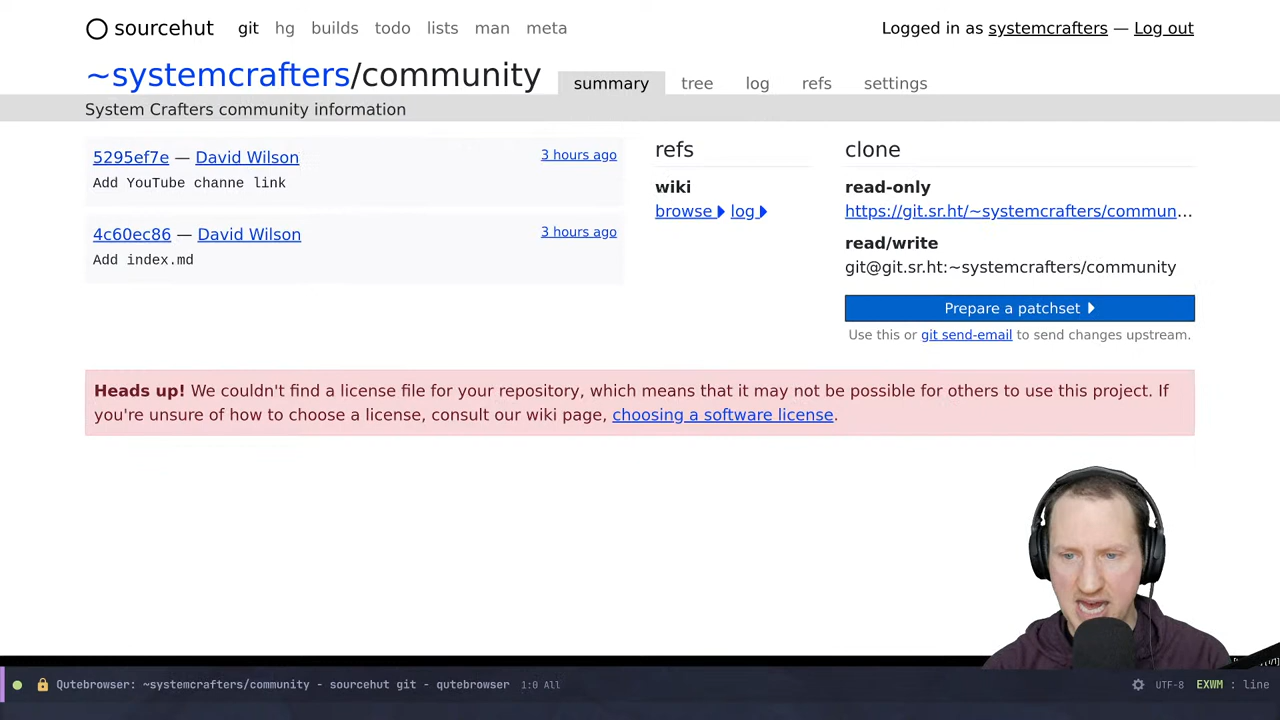 sourcehut git hg builds todo lists man meta Logged in as systemcrafters — Log out
~systemcrafters/community summary tree log refs settings
System Crafters community information
5295ef7e — David Wilson 3 hours ago
Add YouTube channe link
4c60ec86 — David Wilson 3 hours ago
Add index.md
refs
wiki
browse log
clone
read-only
https://git.sr.ht/~systemcrafters/commun…
read/write
git@git.sr.ht:~systemcrafters/community
Prepare a patchset
Use this or git send-email to send changes upstream.
Heads up! We couldn't find a license file for your repository, which means that it may not be possible for others to use this project. If
you're unsure of how to choose a license, consult our wiki page, choosing a software license.
Qutebrowser: ~systemcrafters/community - sourcehut git - qutebrowser 1:0 All UTF-8 EXWM : line